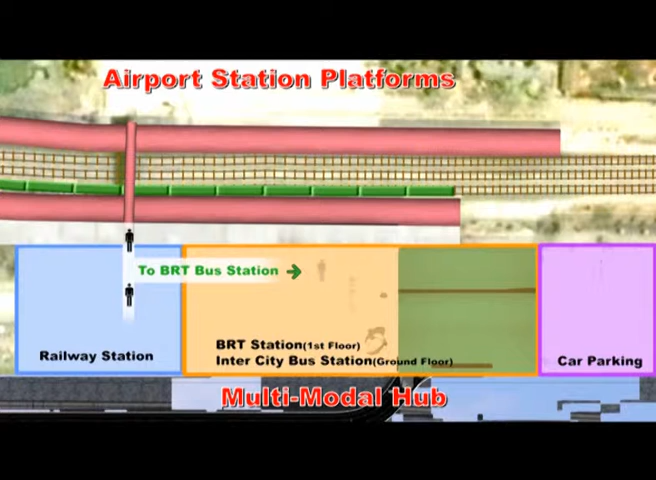 Airport Station Platforms
To BRT Bus Station
BRT Station(1st Floor)
Railway Station
Inter City Bus Station(Ground Floor)
Car Parking
Multi-Modal Hub